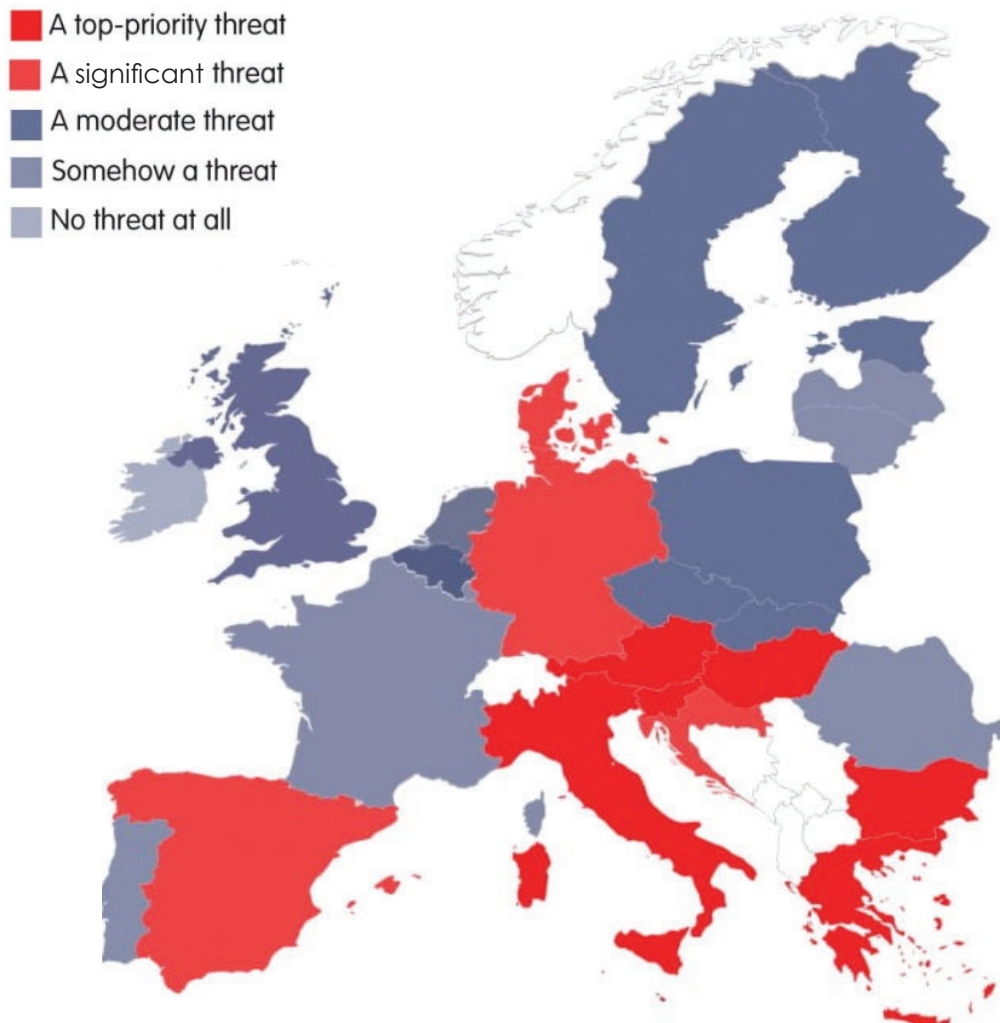 A top-priority threat
A significant threat
A moderate threat
Somehow a threat
No threat at all